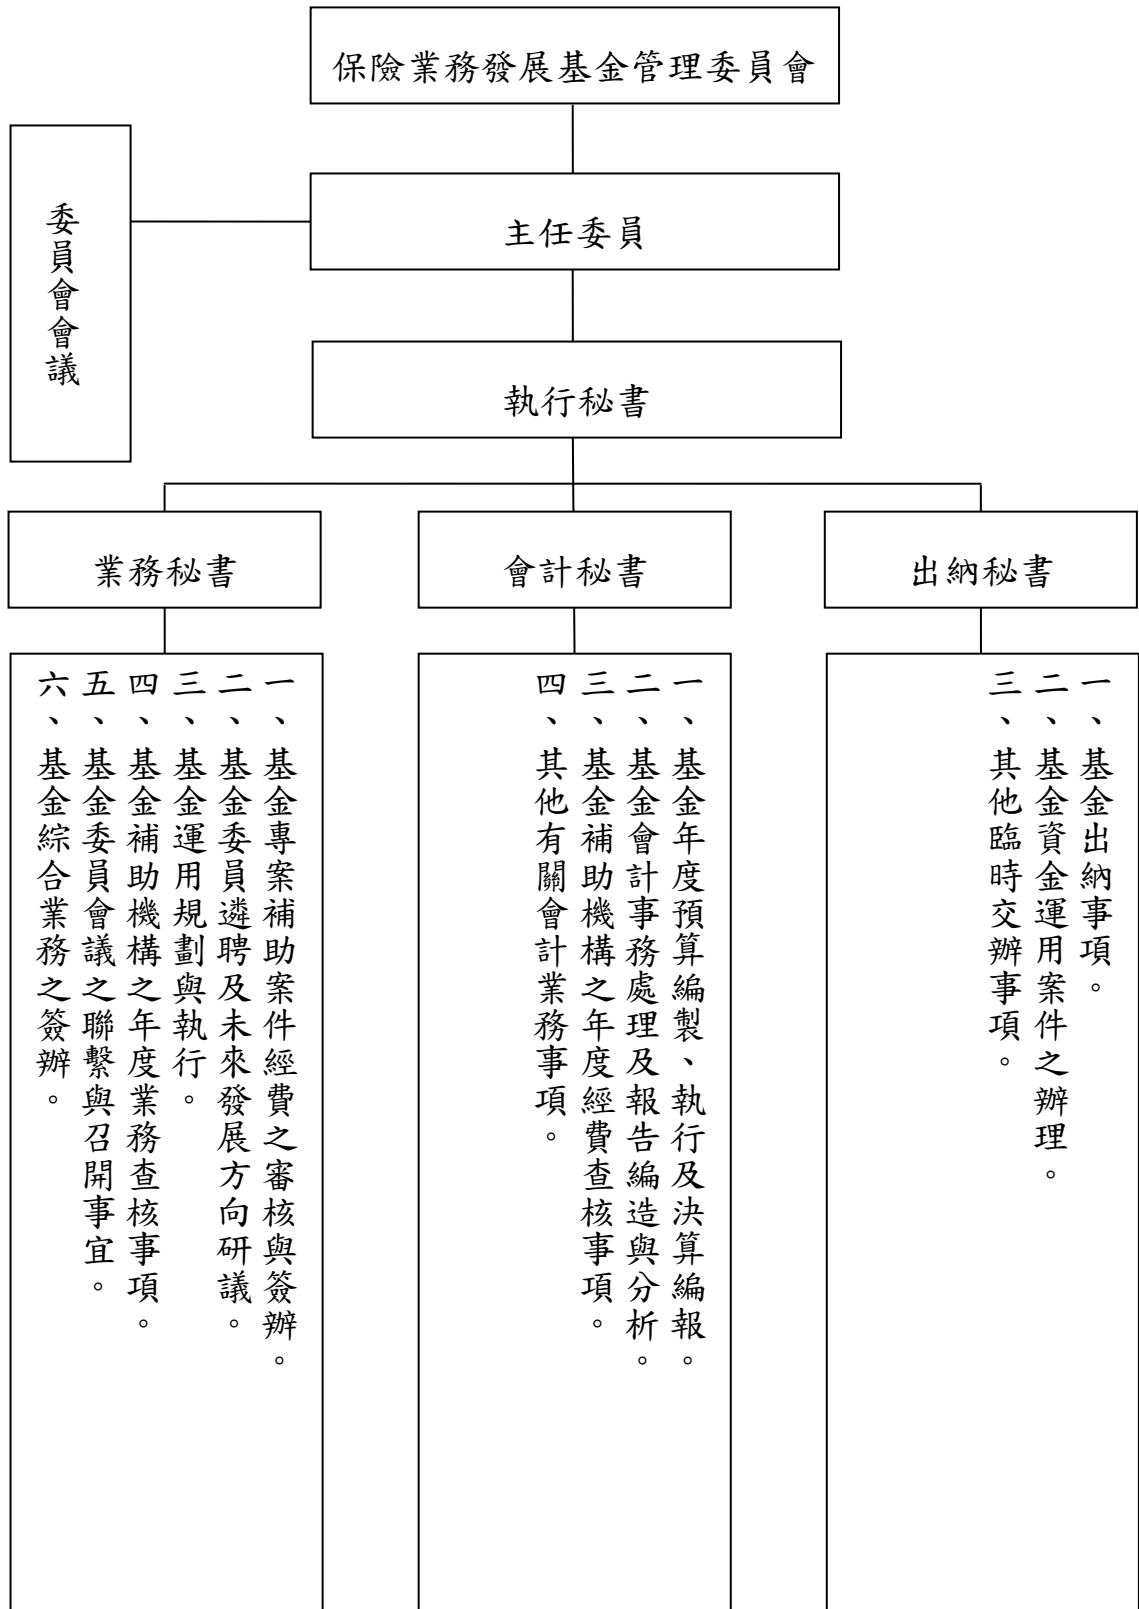 保險業務發展基金管理委員會
委員會會議
主任委員
執行秘書
業務秘書
會計秘書
出納秘書
一、基金專案補助案件經費之審核與簽辦。
二、基金委員遴聘及未來發展方向研議。
三、基金運用規劃與執行。
四、基金補助機構之年度業務查核事項。
五、基金委員會議之聯繫與召開事宜。
六、基金綜合業務之簽辦。
一、基金年度預算編製、執行及決算編報。
二、基金會計事務處理及報告編造與分析。
三、基金補助機構之年度經費查核事項。
四、其他有關會計業務事項。
一、基金出納事項。
二、基金資金運用案件之辦理。
三、其他臨時交辦事項。